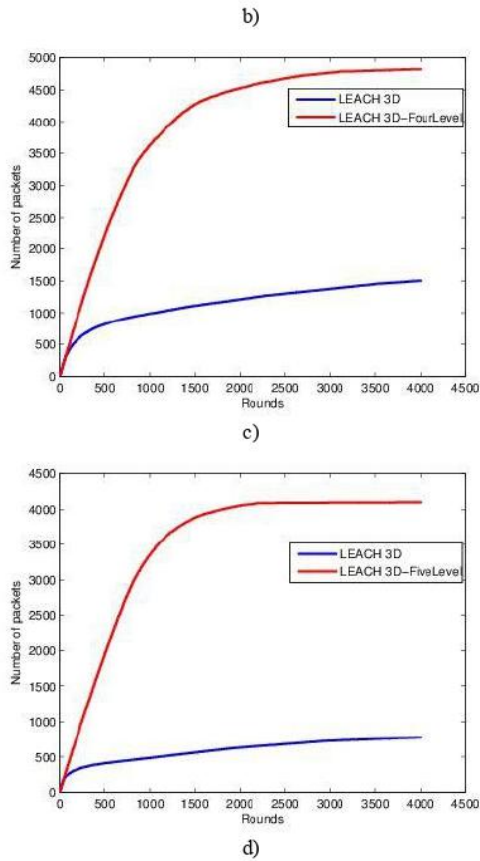 b)
5000
4500
4000
3500
3000
2500
2000
1500
1000
500
0
Number of packets
LEACH 3D
LEACH 3D-FourLevel
0 500 1000 1500 2000 2500 3000 3500 4000 4500
Rounds
c)
4500
4000
3500
3000
2500
2000
1500
1000
500
0
Number of packets
LEACH 3D
LEACH 3D-FiveLevel
0 500 1000 1500 2000 2500 3000 3500 4000 4500
Rounds
d)